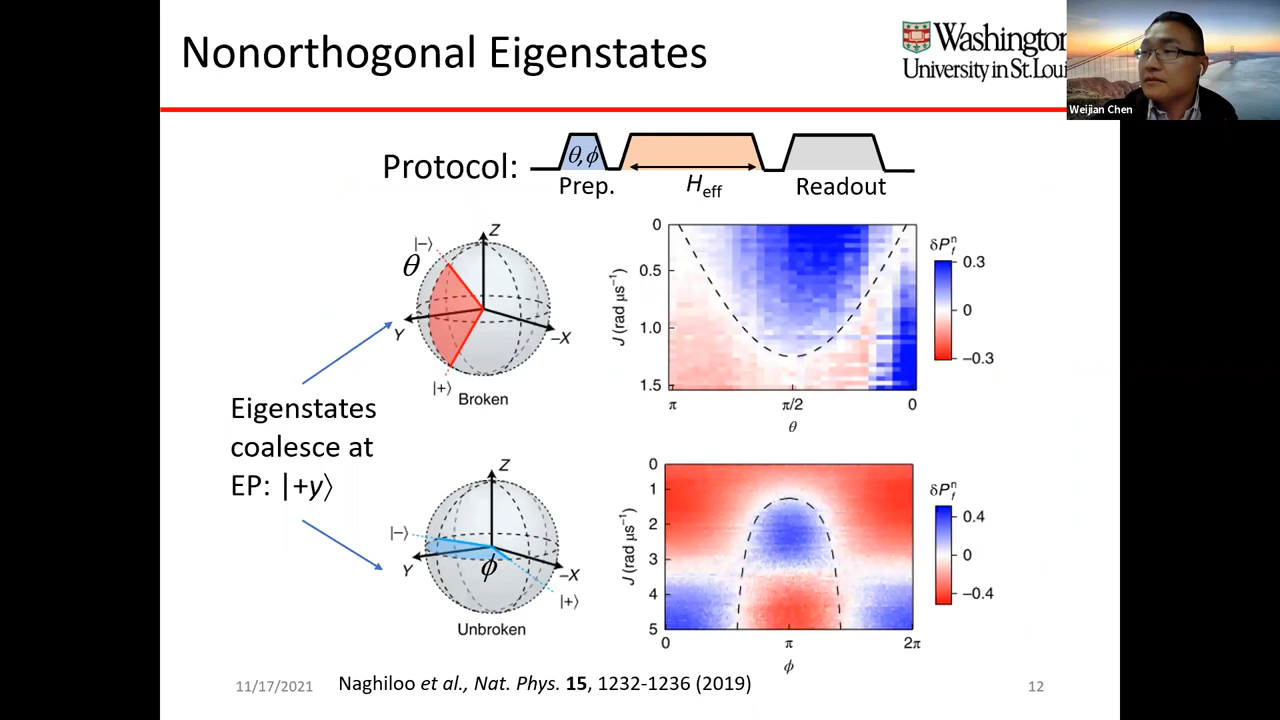 Nonorthogonal Eigenstates
Washington
University in St.Loui
Weijian Chen
Protocol:
θ,ϕ
Prep.
H_eff
Readout
Z
|−⟩
θ
Y
−X
|+⟩
Broken
0
0.5
1.0
1.5
J (rad μs⁻¹)
π
π/2
0
θ
δP_f^n
0.3
0
−0.3
Eigenstates
coalesce at
EP: |+y⟩
Z
|−⟩
Y
ϕ
−X
|+⟩
Unbroken
0
1
2
3
4
5
J (rad μs⁻¹)
0
π
2π
ϕ
δP_f^n
0.4
0
−0.4
11/17/2021
Naghiloo et al., Nat. Phys. 15, 1232-1236 (2019)
12